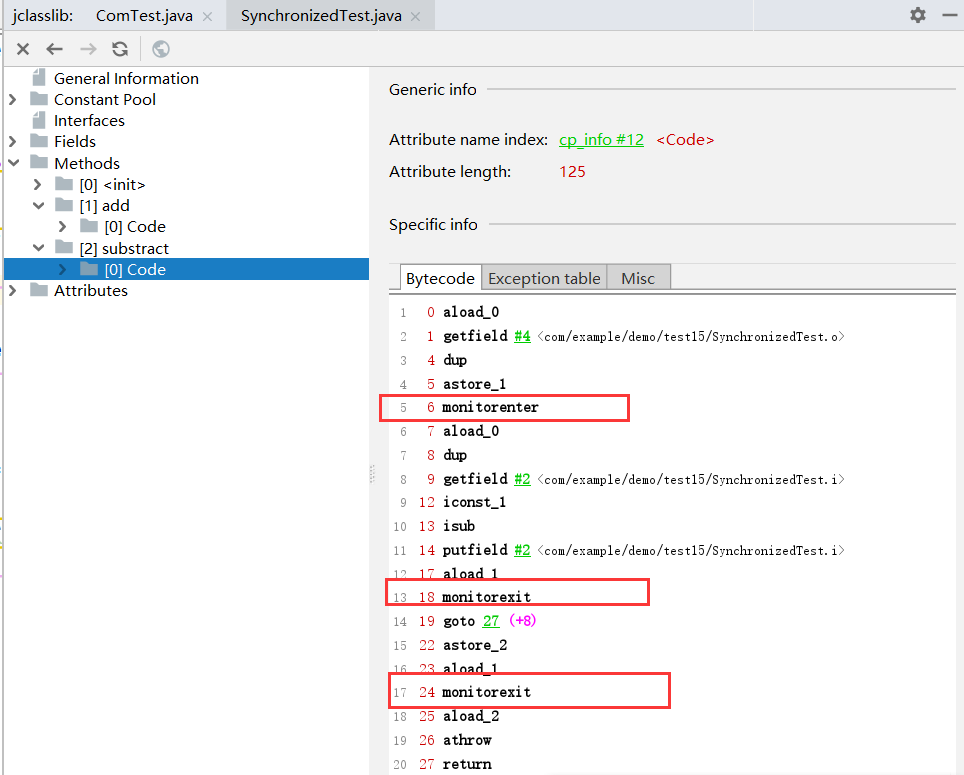 jclasslib: ComTest.java SynchronizedTest.java
General Information
Constant Pool
Interfaces
Fields
Methods
[0] <init>
[1] add
[0] Code
[2] substract
[0] Code
Attributes
Generic info
Attribute name index: cp_info #12 <Code>
Attribute length: 125
Specific info
Bytecode Exception table Misc
1 0 aload_0
2 1 getfield #4 <com/example/demo/test15/SynchronizedTest.o>
3 4 dup
4 5 astore_1
5 6 monitorenter
6 7 aload_0
7 8 dup
8 9 getfield #2 <com/example/demo/test15/SynchronizedTest.i>
9 12 iconst_1
10 13 isub
11 14 putfield #2 <com/example/demo/test15/SynchronizedTest.i>
12 17 aload_1
13 18 monitorexit
14 19 goto 27 (+8)
15 22 astore_2
16 23 aload_1
17 24 monitorexit
18 25 aload_2
19 26 athrow
20 27 return